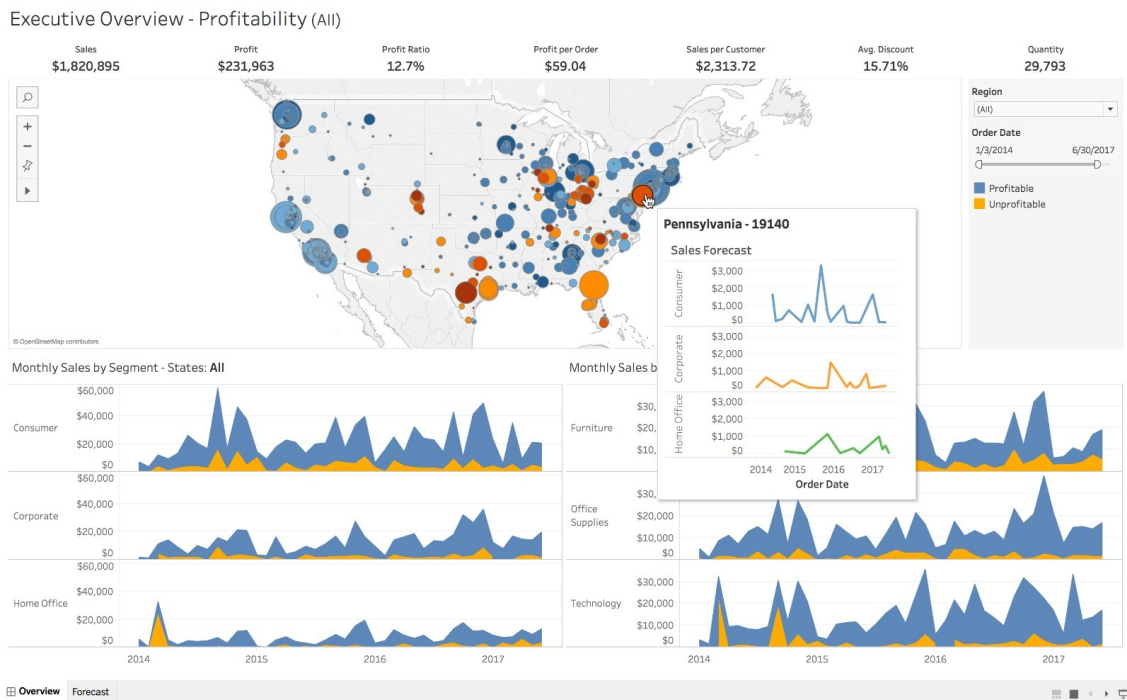 Executive Overview - Profitability (All)
Sales Profit Profit Ratio Profit per Order Sales per Customer Avg. Discount Quantity
$1,820,895 $231,963 12.7% $59.04 $2,313.72 15.71% 29,793
Region
(All)
Order Date
1/3/2014 6/30/2017
Profitable
Unprofitable
© OpenStreetMap contributors
Pennsylvania - 19140
Sales Forecast
Consumer
$3,000
$2,000
$1,000
$0
Corporate
$3,000
$2,000
$1,000
$0
Home Office
$3,000
$2,000
$1,000
$0
2014 2015 2016 2017
Order Date
Monthly Sales by Segment - States: All
Consumer
$60,000
$40,000
$20,000
$0
Corporate
$60,000
$40,000
$20,000
$0
Home Office
$60,000
$40,000
$20,000
$0
2014 2015 2016 2017
Monthly Sales b
Furniture
$30,
$20,
$10,
Office
Supplies
$30,
$20,000
$10,000
$0
Technology
$30,000
$20,000
$10,000
$0
2014 2015 2016 2017
Overview Forecast